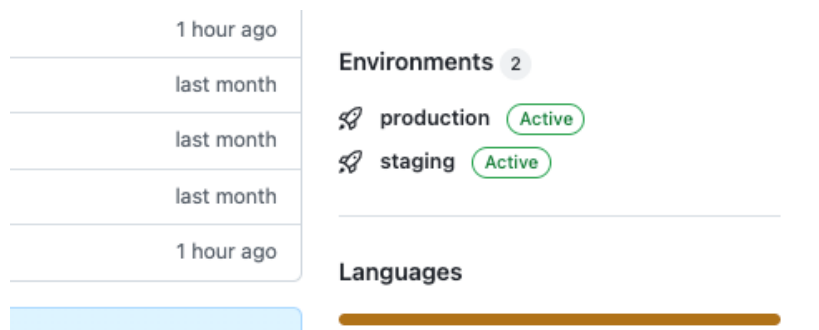 1 hour ago
last month
last month
last month
1 hour ago
Environments 2
production Active
staging Active
Languages